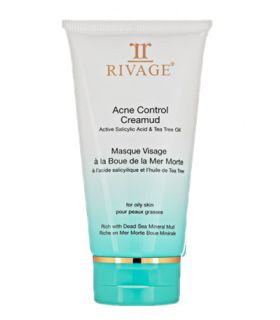 RIVAGE®
Acne Control
Creamud
Active Salicylic Acid & Tea Tree Oil
Masque Visage
à la Boue de la Mer Morte
à l'acide salicylique et l'huile de Tea Tree
for oily skin
pour peaux grasses
Rich with Dead Sea Mineral Mud
Riche en Mer Morte Boue Minérale